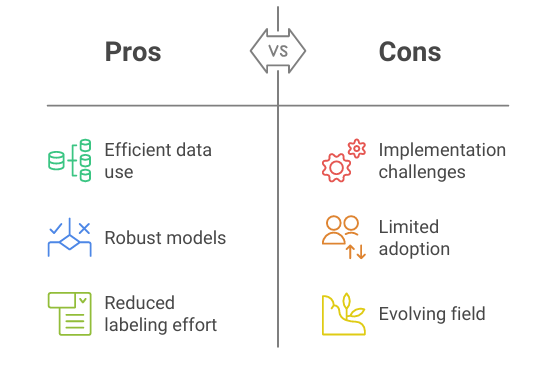 Pros
VS
Cons
Efficient data
use
Implementation
challenges
Robust models
Limited
adoption
Reduced
labeling effort
Evolving field